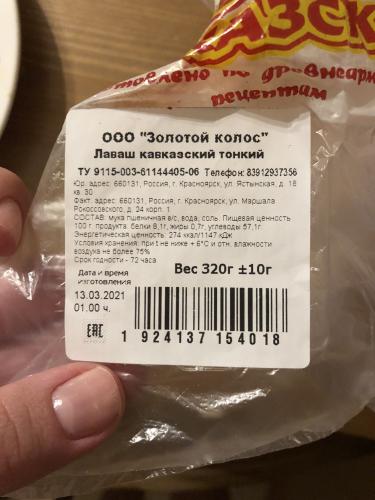 АЗСК
по древнеарм
рецептам
ООО "Золотой колос"
Лаваш кавказский тонкий
ТУ 9115-003-61144405-06 Телефон: 83912937356
Юр. адрес: 660131, Россия, г. Красноярск, ул. Ястынская, д. 18
кв. 30
Факт. адрес: 660131, Россия, г. Красноярск, ул. Маршала
Рокоссовского, д. 24 корп. 1
СОСТАВ: мука пшеничная в/с, вода, соль. Пищевая ценность
100 г. продукта: белки 8,1г, жиры 0,7г, углеводы 57,1г.
Энергетическая ценность: 274 ккал/1147 кДж
Условия хранения: при t не ниже + 6°С и отн. влажности
воздуха не более 75%
Срок годности - 72 часа
Дата и время
изготовления
Вес 320г ±10г
13.03.2021
01.00 ч.
EAC
1 924137 154018